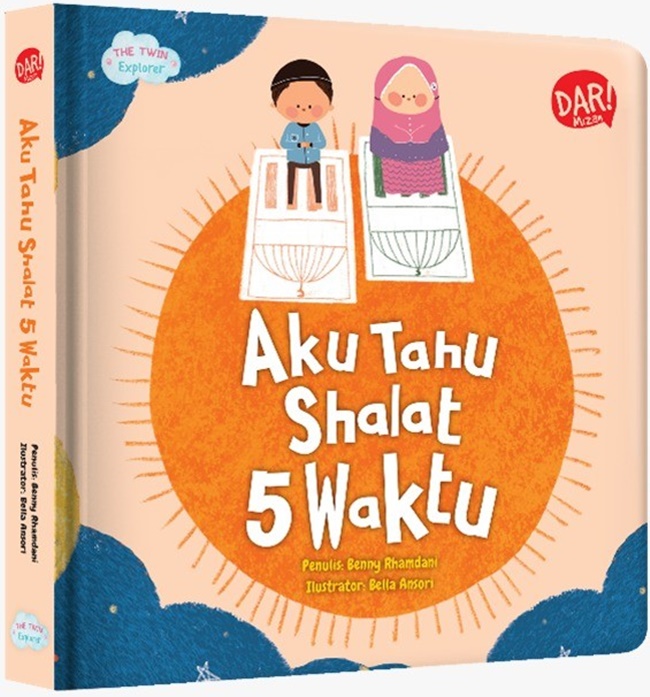 THE TWIN
Explorer
DAR!
Mizan
Aku Tahu
Shalat
5 Waktu
Penulis: Benny Rhamdani
Ilustrator: Bella Ansori
DAR!
Mizan
Aku Tahu Shalat 5 Waktu
Penulis: Benny Rhamdani
Ilustrator: Bella Ansori
THE TWIN
Explorer